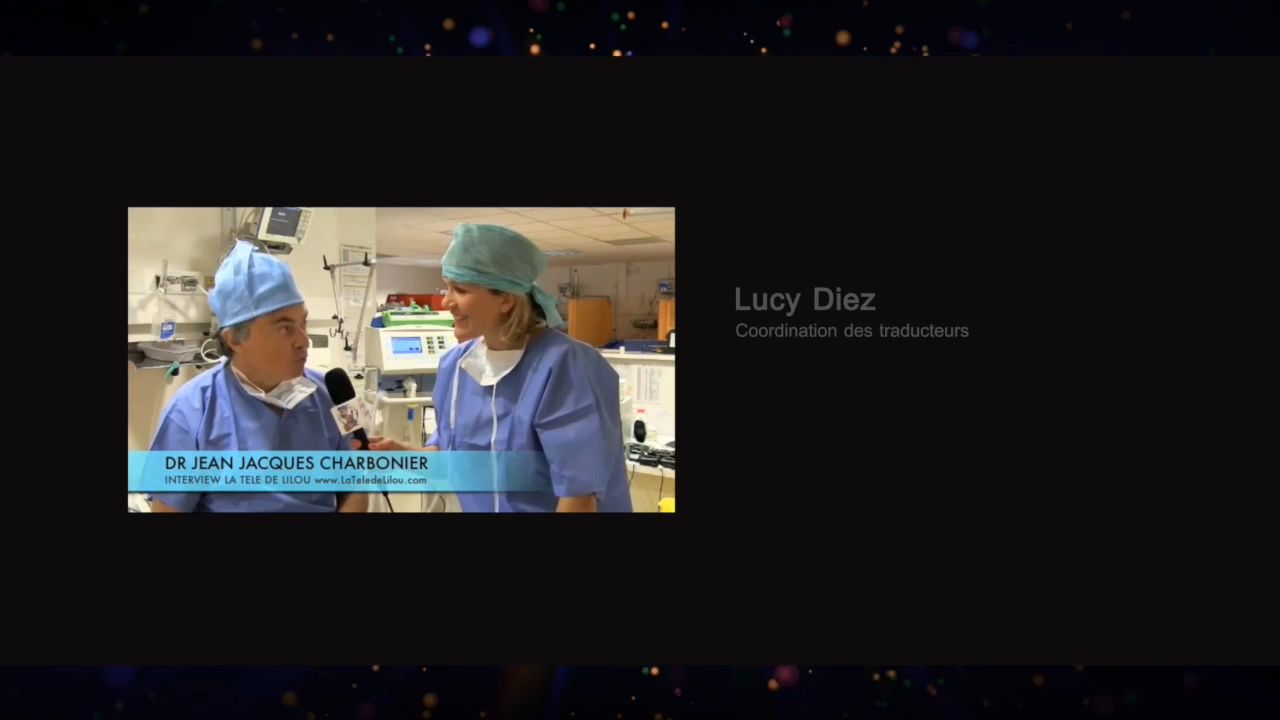 DR JEAN JACQUES CHARBONIER
INTERVIEW LA TELE DE LILOU www.LaTeledeLilou.com
Lucy Diez
Coordination des traducteurs